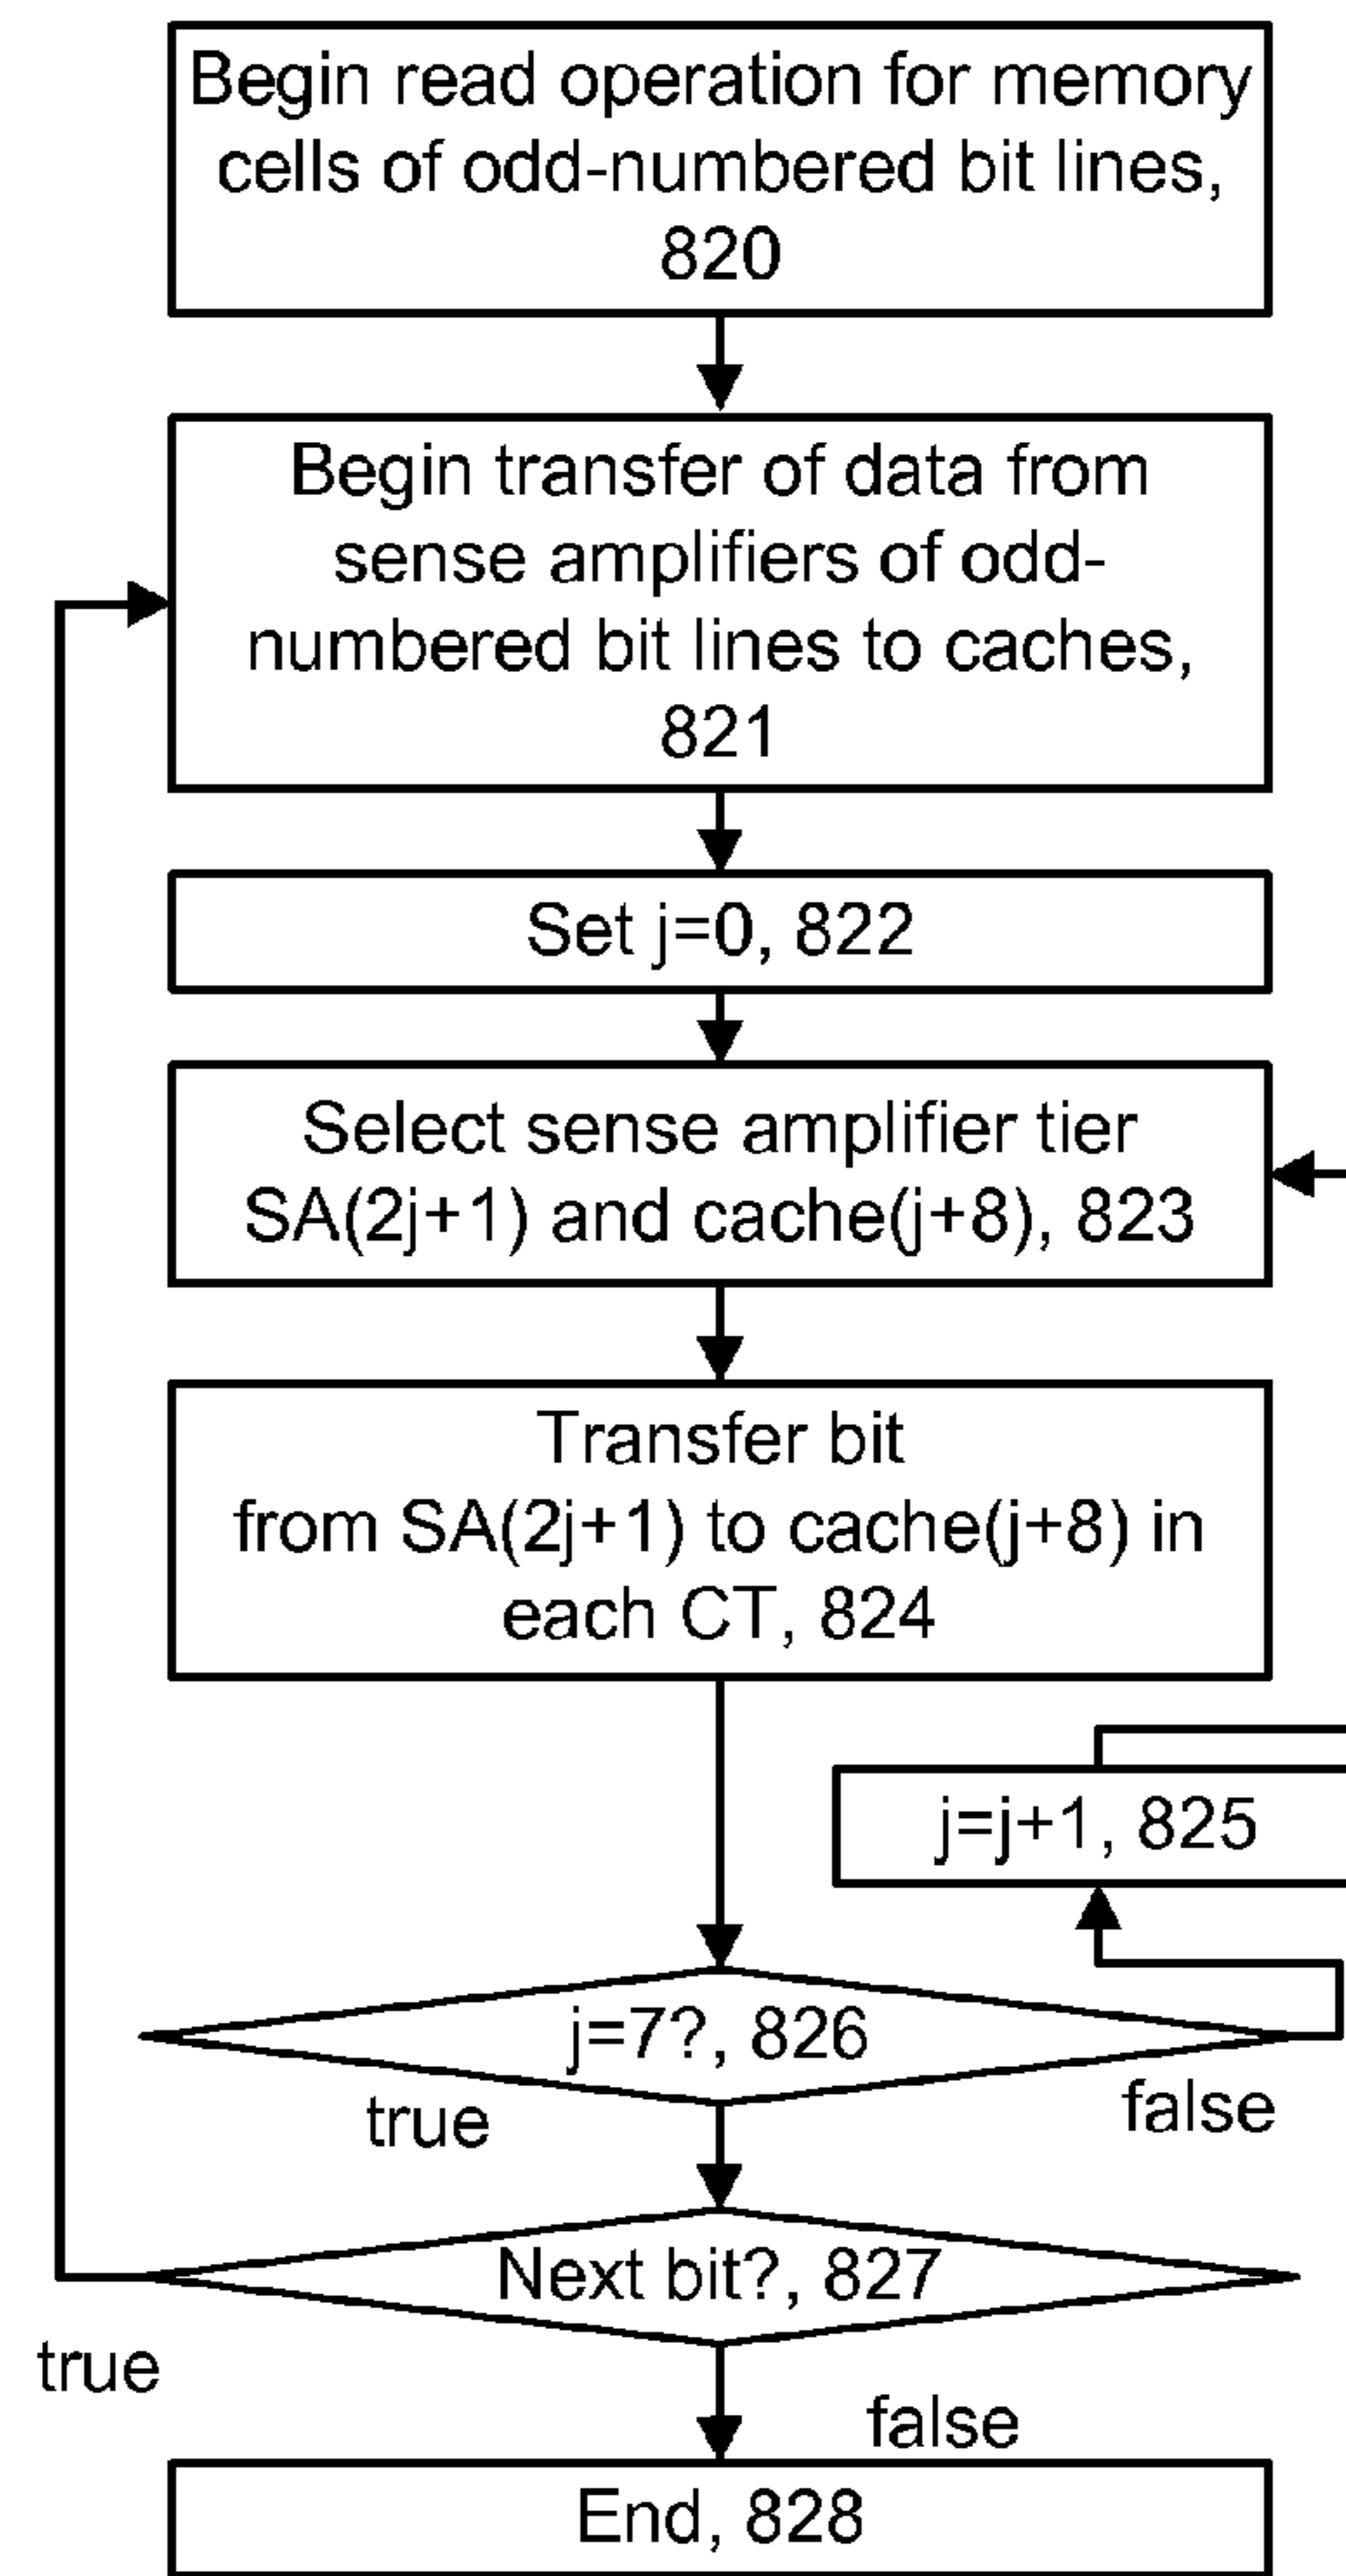 Begin read operation for memory
cells of odd-numbered bit lines,
820
Begin transfer of data from
sense amplifiers of odd-
numbered bit lines to caches,
821
Set j=0, 822
Select sense amplifier tier
SA(2j+1) and cache(j+8), 823
Transfer bit
from SA(2j+1) to cache(j+8) in
each CT, 824
j=j+1, 825
j=7?, 826
true
false
Next bit?, 827
true
false
End, 828